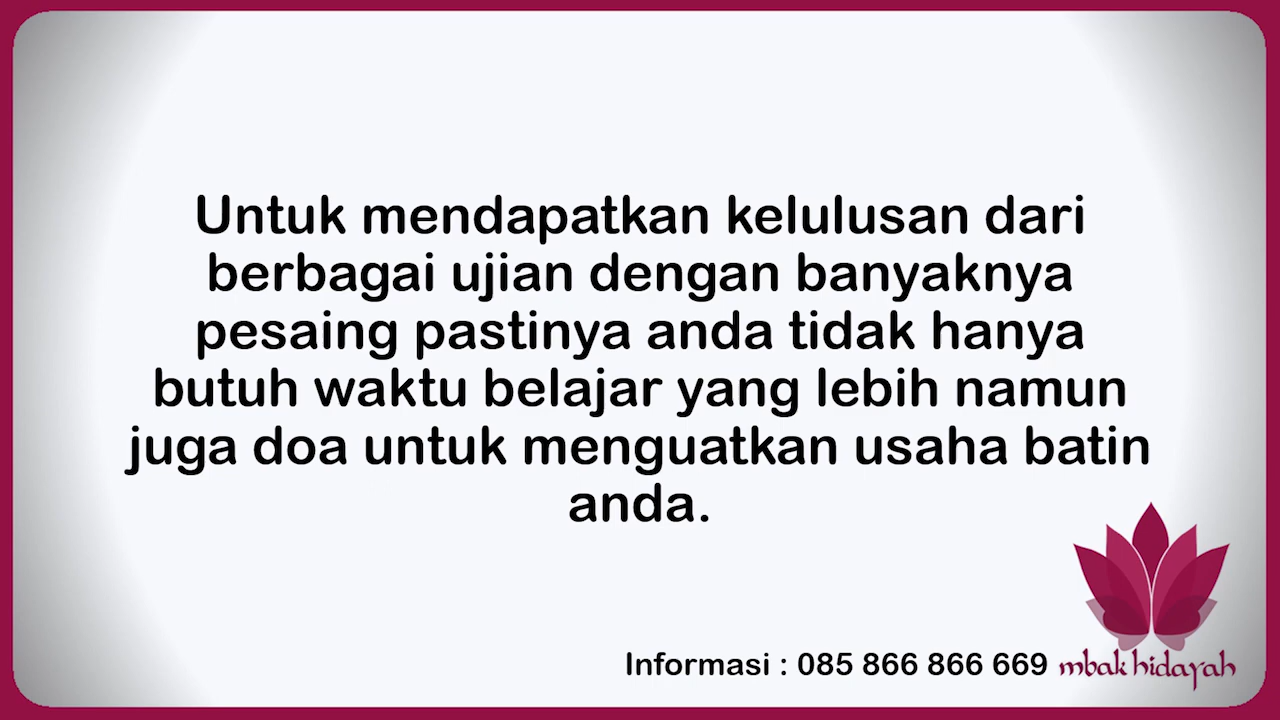 Untuk mendapatkan kelulusan dari
berbagai ujian dengan banyaknya
pesaing pastinya anda tidak hanya
butuh waktu belajar yang lebih namun
juga doa untuk menguatkan usaha batin
anda.
Informasi : 085 866 866 669
mbak hidayah